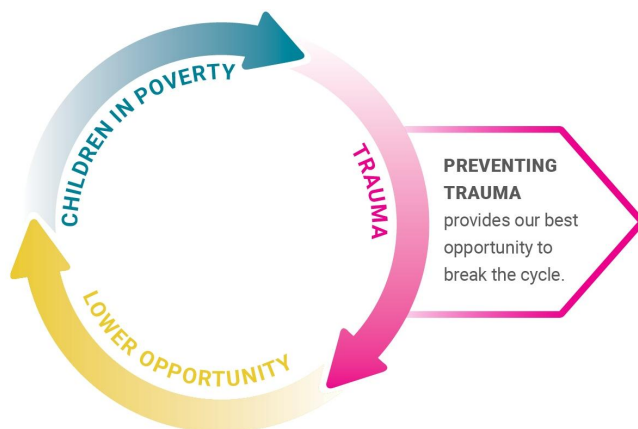 CHILDREN IN POVERTY
TRAUMA
PREVENTING
TRAUMA
provides our best
opportunity to
break the cycle.
LOWER OPPORTUNITY